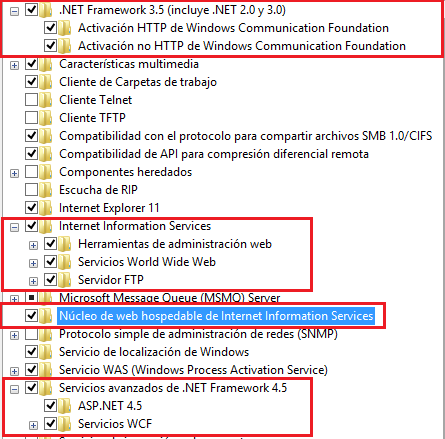 .NET Framework 3.5 (incluye .NET 2.0 y 3.0)
Activación HTTP de Windows Communication Foundation
Activación no HTTP de Windows Communication Foundation
Características multimedia
Cliente de Carpetas de trabajo
Cliente Telnet
Cliente TFTP
Compatibilidad con el protocolo para compartir archivos SMB 1.0/CIFS
Compatibilidad de API para compresión diferencial remota
Componentes heredados
Escucha de RIP
Internet Explorer 11
Internet Information Services
Herramientas de administración web
Servicios World Wide Web
Servidor FTP
Microsoft Message Queue (MSMQ) Server
Núcleo de web hospedable de Internet Information Services
Protocolo simple de administración de redes (SNMP)
Servicio de localización de Windows
Servicio WAS (Windows Process Activation Service)
Servicios avanzados de .NET Framework 4.5
ASP.NET 4.5
Servicios WCF